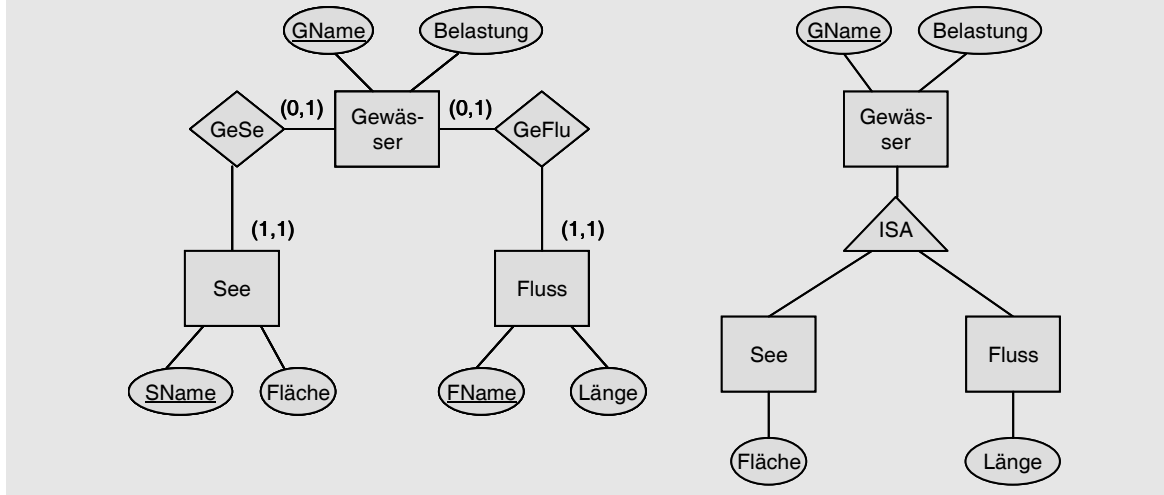 GName
Belastung
GeSe
(0,1)
Gewäs-
ser
(0,1)
GeFlu
(1,1)
(1,1)
See
Fluss
SName
Fläche
FName
Länge
GName
Belastung
Gewäs-
ser
ISA
See
Fluss
Fläche
Länge